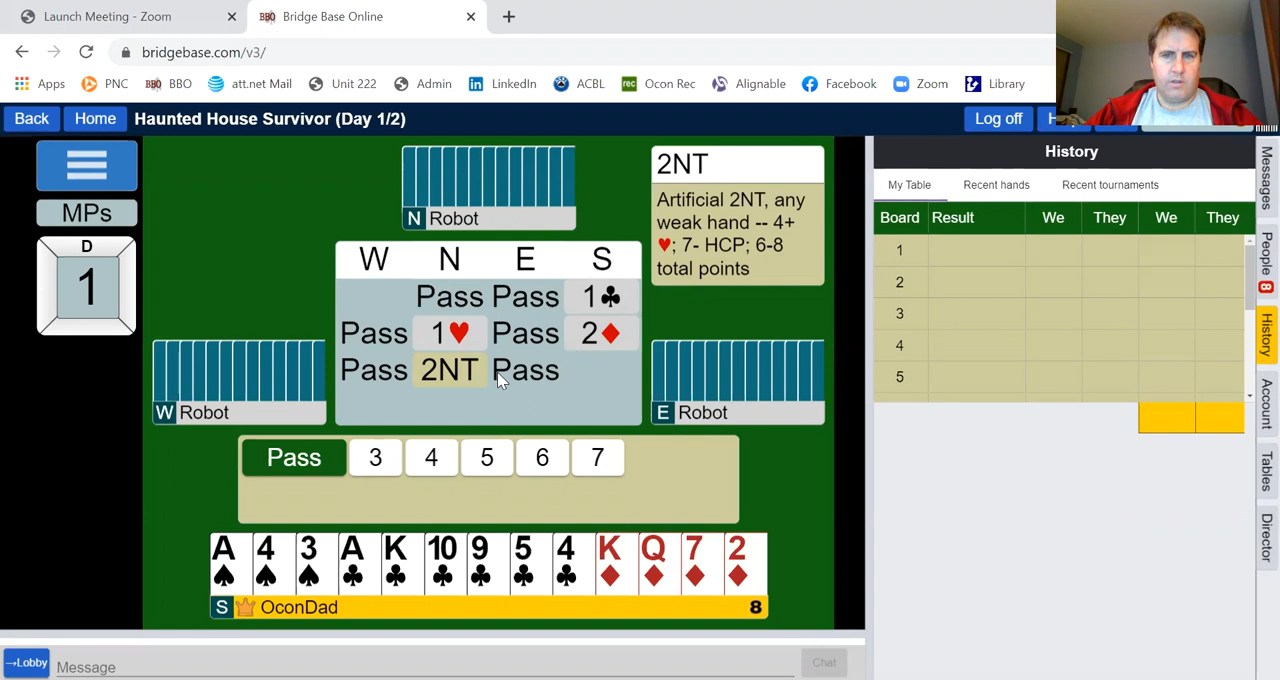 Launch Meeting - Zoom
BBO Bridge Base Online
bridgebase.com/v3/
Apps PNC BBO BBO att.net Mail Unit 222 Admin LinkedIn ACBL rec Ocon Rec Alignable Facebook Zoom Library
Back Home Haunted House Survivor (Day 1/2) Log off
MPs
D
1
N Robot
2NT
Artificial 2NT, any
weak hand -- 4+
♥; 7- HCP; 6-8
total points
W N E S
Pass Pass 1♣
Pass 1♥ Pass 2♦
Pass 2NT Pass
W Robot
E Robot
Pass 3 4 5 6 7
A 4 3 A K 10 9 5 4 K Q 7 2
♠ ♠ ♠ ♣ ♣ ♣ ♣ ♣ ♣ ♦ ♦ ♦ ♦
S OconDad 8
→Lobby Message Chat
History
My Table Recent hands Recent tournaments
Board Result We They We They
1
2
3
4
5
Messages
People 8
History
Account
Tables
Director